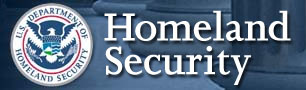 U.S. DEPARTMENT OF
HOMELAND SECURITY
Homeland
Security